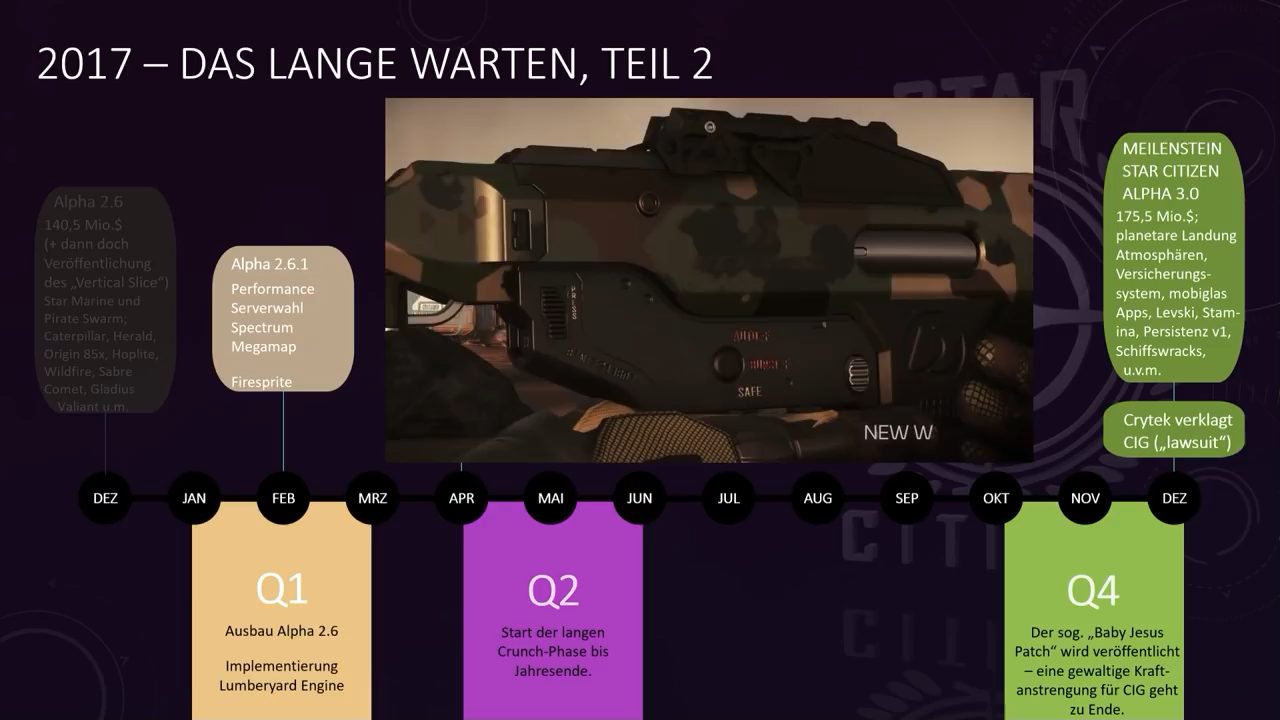 2017 – DAS LANGE WARTEN, TEIL 2
Alpha 2.6
140,5 Mio.$
(+ dann doch
Veröffentlichung
des „Vertical Slice“)
Star Marine und
Pirate Swarm;
Caterpillar, Herald,
Origin 85x, Hoplite,
Wildfire, Sabre
Comet, Gladius
Valiant u.m.
Alpha 2.6.1
Performance
Serverwahl
Spectrum
Megamap
Firesprite
SAFE
NEW W
MEILENSTEIN
STAR CITIZEN
ALPHA 3.0
175,5 Mio.$;
planetare Landung
Atmosphären,
Versicherungs-
system, mobiglas
Apps, Levski, Stam-
ina, Persistenz v1,
Schiffswracks,
u.v.m.
Crytek verklagt
CIG („lawsuit“)
DEZ JAN FEB MRZ APR MAI JUN JUL AUG SEP OKT NOV DEZ
Q1
Ausbau Alpha 2.6
Implementierung
Lumberyard Engine
Q2
Start der langen
Crunch-Phase bis
Jahresende.
Q4
Der sog. „Baby Jesus
Patch“ wird veröffentlicht
– eine gewaltige Kraft-
anstrengung für CIG geht
zu Ende.
STAR
CITI